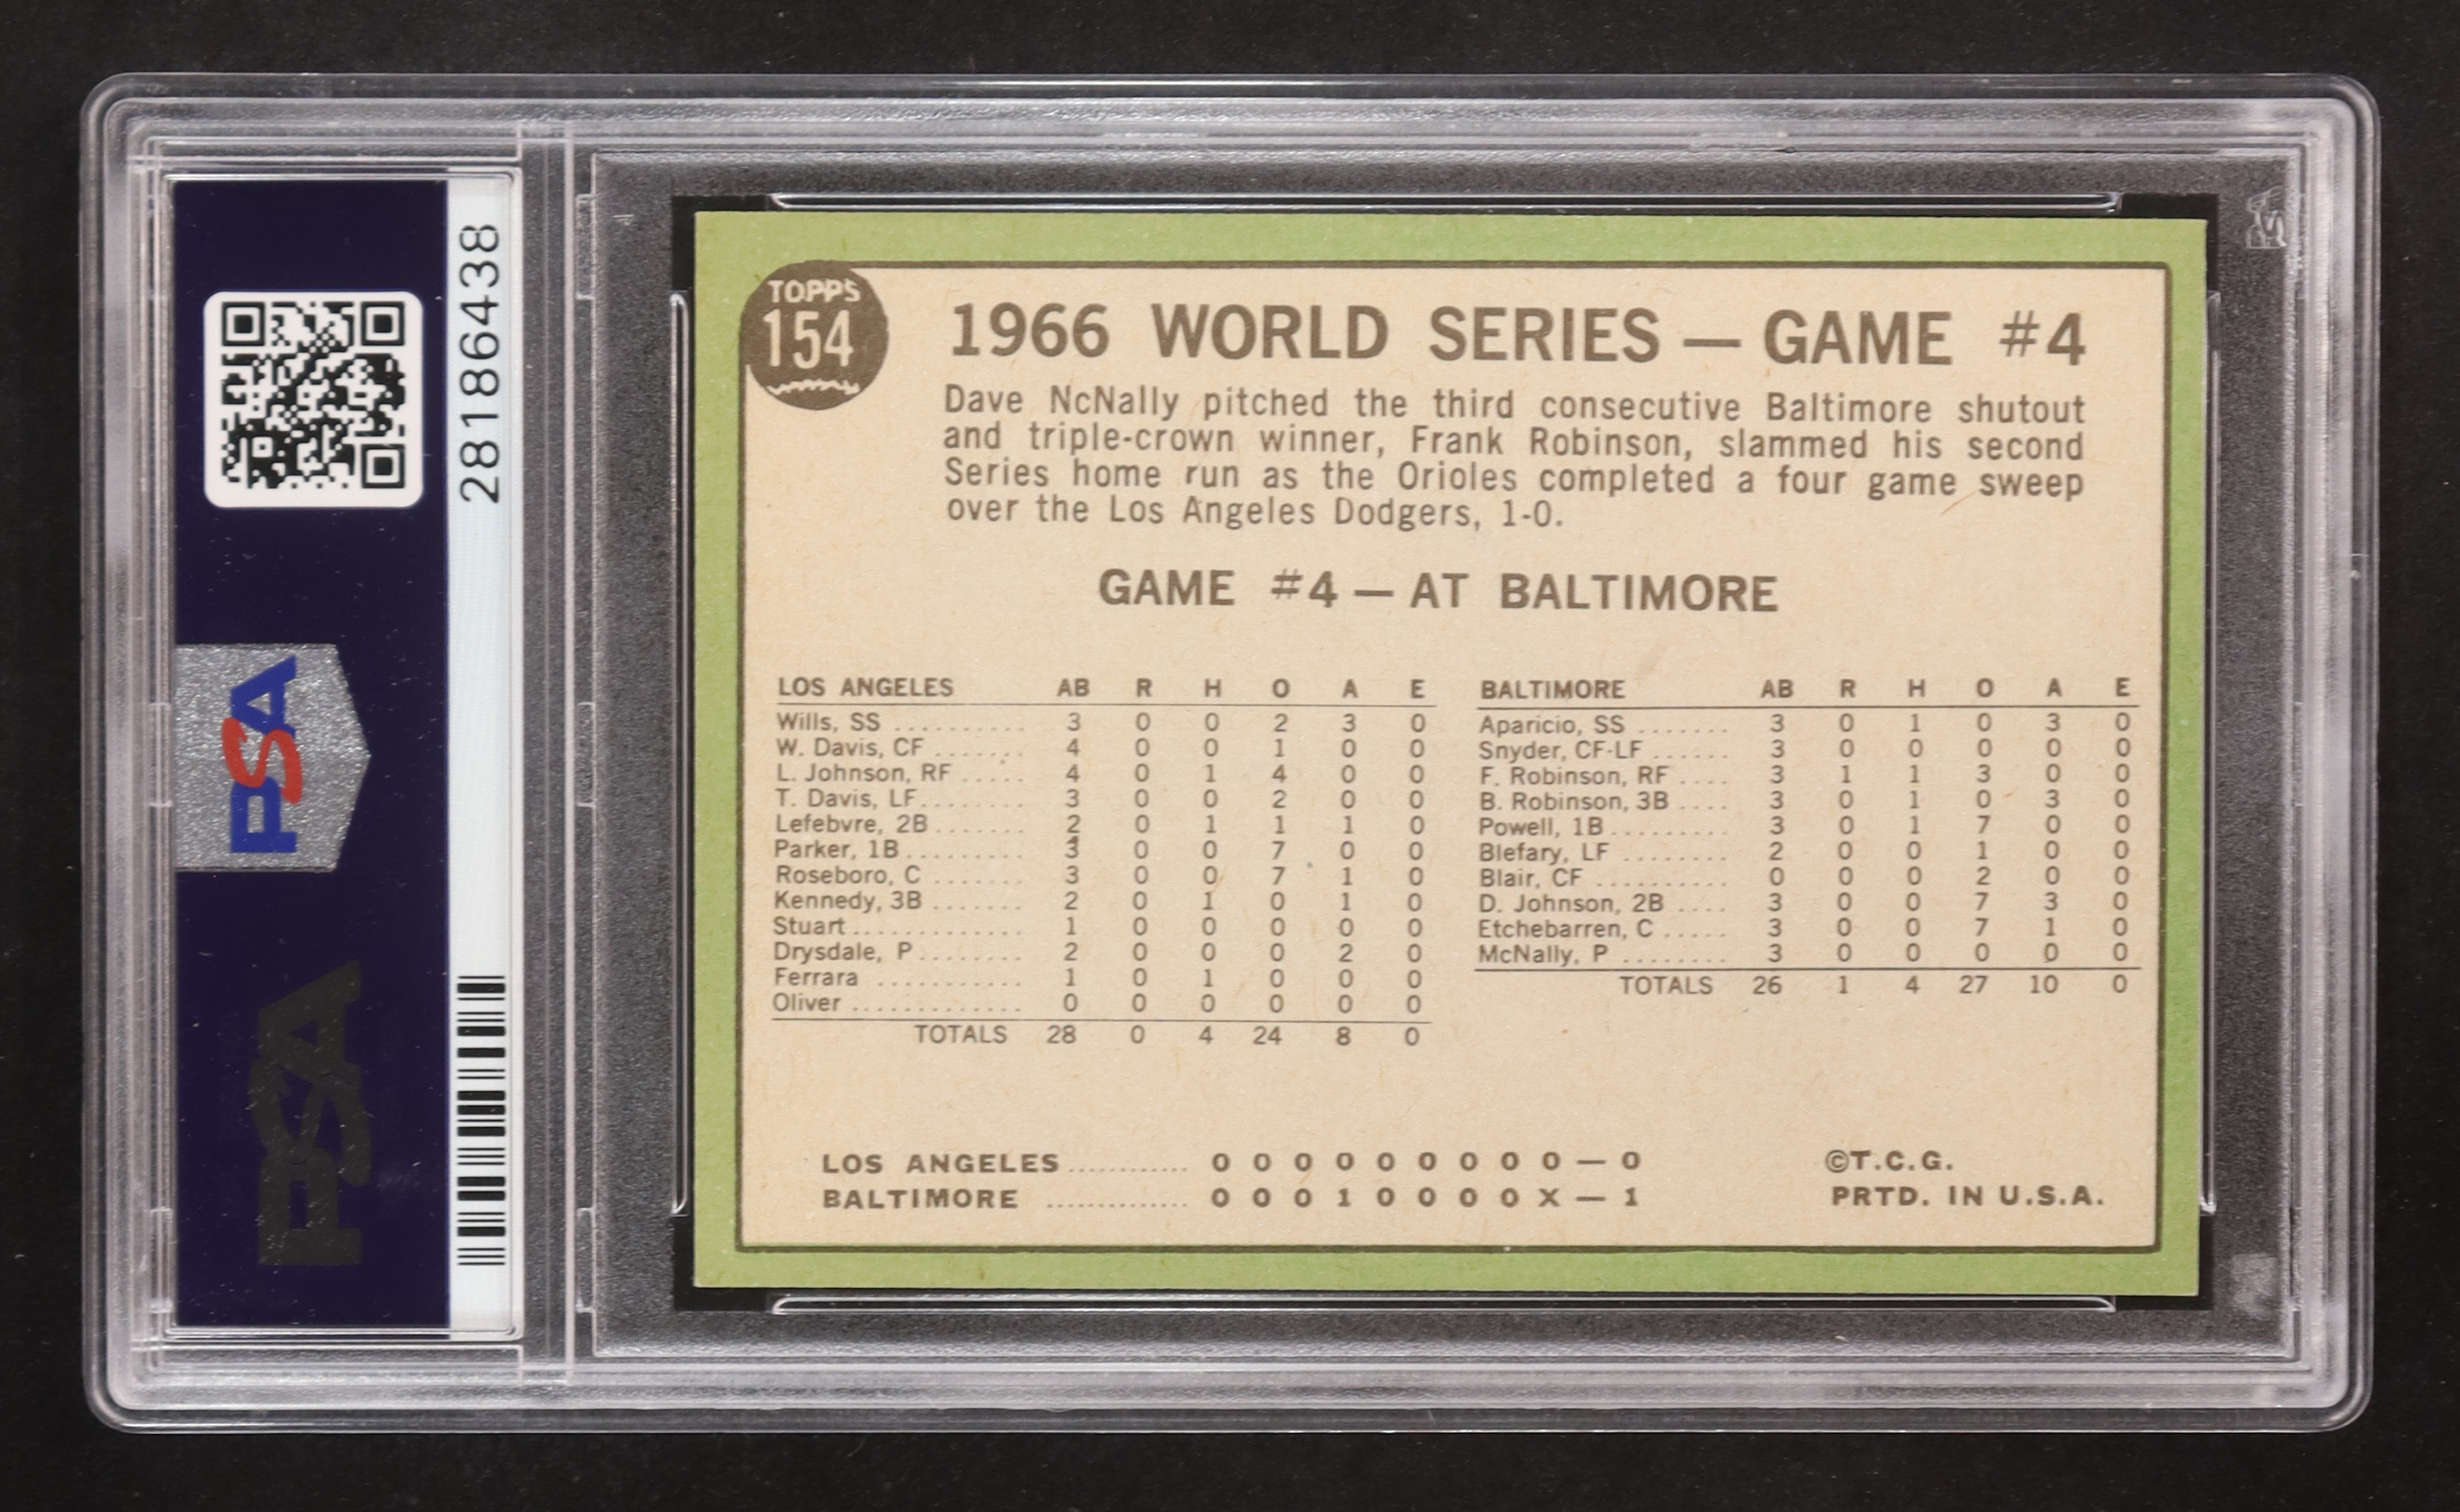 28186438
PSA
PSA
TOPPS
154
1966 WORLD SERIES — GAME #4
Dave NcNally pitched the third consecutive Baltimore shutout
and triple-crown winner, Frank Robinson, slammed his second
Series home run as the Orioles completed a four game sweep
over the Los Angeles Dodgers, 1-0.
GAME #4 — AT BALTIMORE
LOS ANGELES AB R H O A E
Wills, SS ........... 3 0 0 2 3 0
W. Davis, CF ........ 4 0 0 1 0 0
L. Johnson, RF ..... 4 0 1 4 0 0
T. Davis, LF......... 3 0 0 2 0 0
Lefebvre, 2B........ 2 0 1 1 1 0
Parker, 1B.......... 3 0 0 7 0 0
Roseboro, C ........ 3 0 0 7 1 0
Kennedy, 3B ........ 2 0 1 0 1 0
Stuart............... 1 0 0 0 0 0
Drysdale, P......... 2 0 0 0 2 0
Ferrara ............. 1 0 1 0 0 0
Oliver ............... 0 0 0 0 0 0
TOTALS 28 0 4 24 8 0
BALTIMORE AB R H O A E
Aparicio, SS ........ 3 0 1 0 3 0
Snyder, CF-LF ....... 3 0 0 0 0 0
F. Robinson, RF .... 3 1 1 3 0 0
B. Robinson, 3B .... 3 0 1 0 3 0
Powell, 1B.......... 3 0 1 7 0 0
Blefary, LF ......... 2 0 0 1 0 0
Blair, CF ........... 0 0 0 2 0 0
D. Johnson, 2B .... 3 0 0 7 3 0
Etchebarren, C ..... 3 0 0 7 1 0
McNally, P ......... 3 0 0 0 0 0
TOTALS 26 1 4 27 10 0
LOS ANGELES............ 0 0 0 0 0 0 0 0 0 — 0
BALTIMORE .............. 0 0 0 1 0 0 0 0 X — 1
©T.C.G.
PRTD. IN U.S.A.
PSA